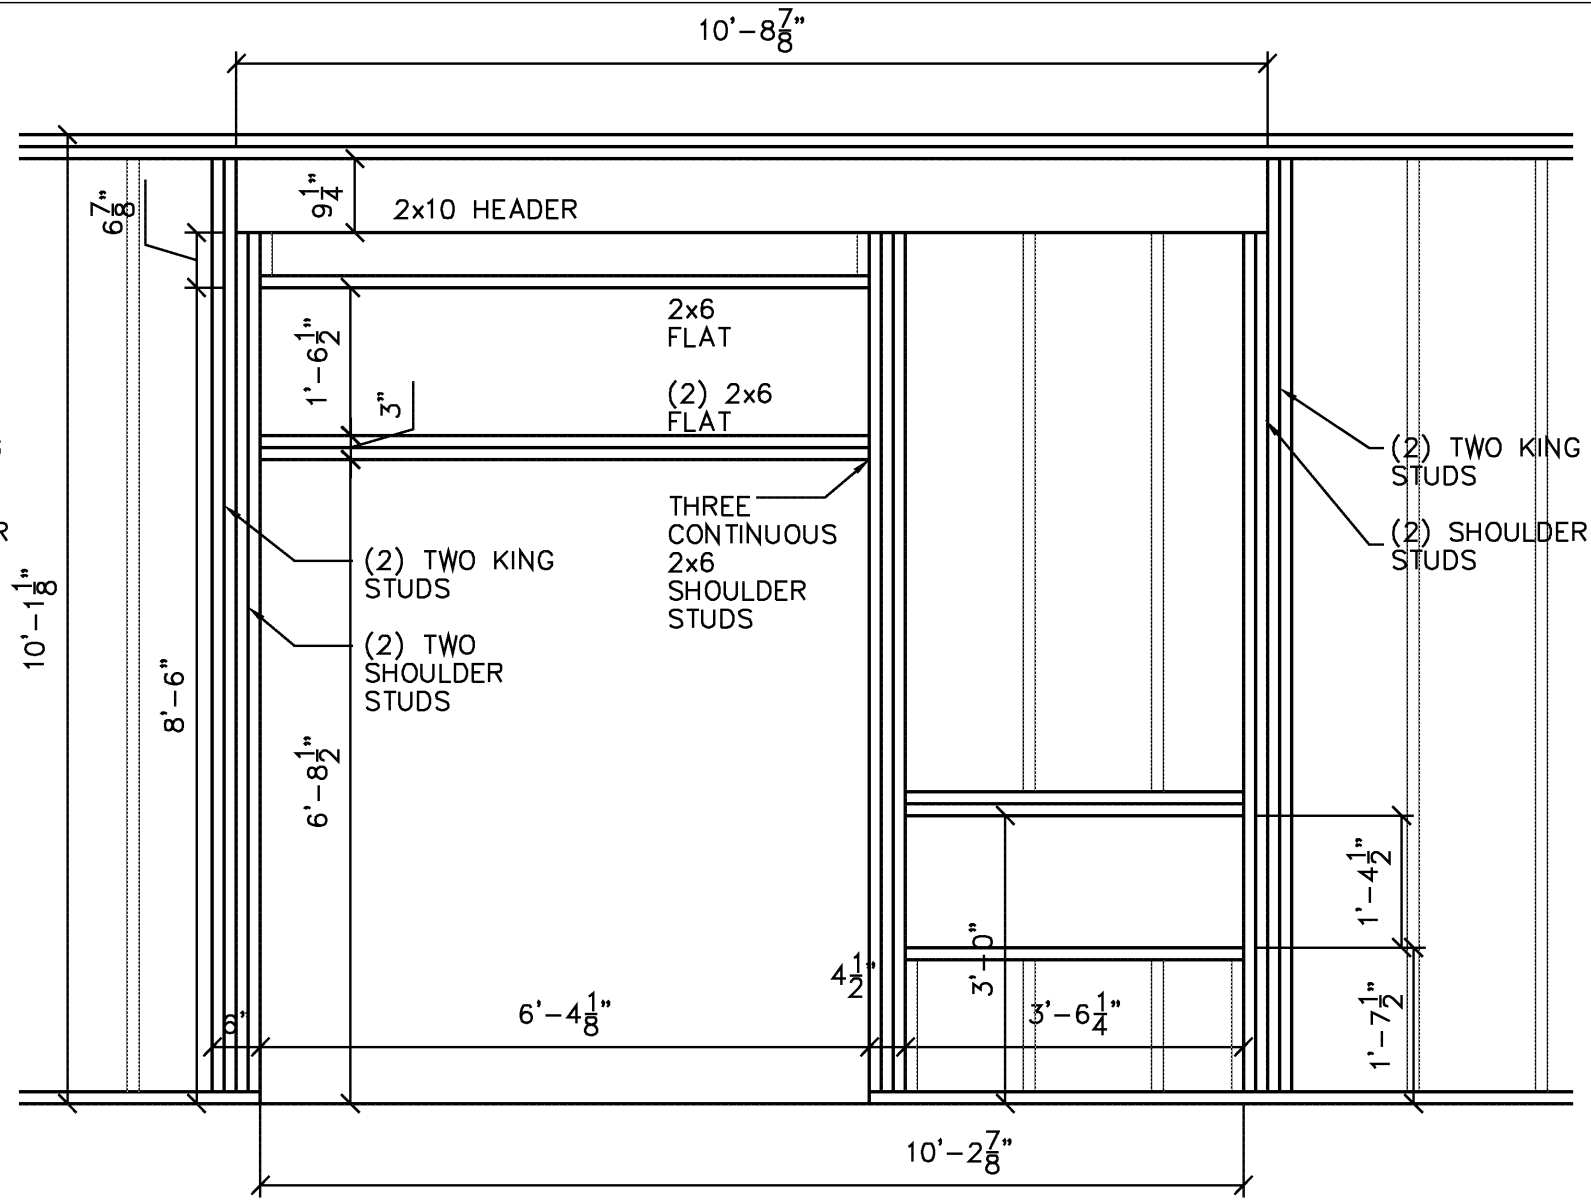 10'-8 7/8"
6 7/8"
9 1/4"
2x10 HEADER
1'-6 1/2"
2x6
FLAT
3"
(2) 2x6
FLAT
(2) TWO KING
STUDS
THREE
CONTINUOUS
2x6
SHOULDER
STUDS
R
(2) SHOULDER
STUDS
10'-1 1/8"
(2) TWO KING
STUDS
(2) TWO
SHOULDER
STUDS
8'-6"
6'-8 1/2"
1'-4 1/2"
3'-0"
4 1/2"
6"
6'-4 1/8"
3'-6 1/4"
1'-7 1/2"
10'-2 7/8"